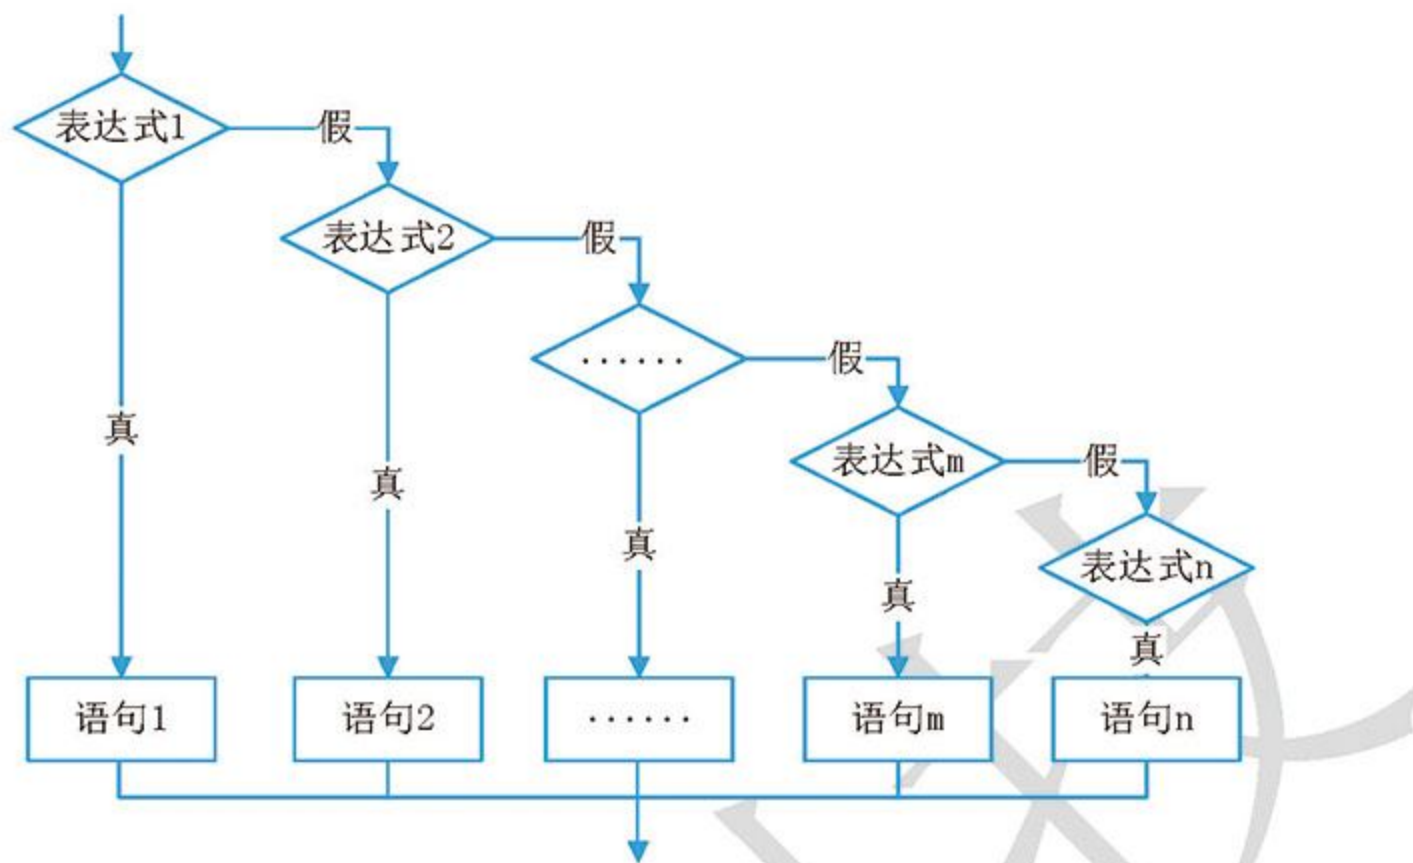 表达式1
假
表达式2
假
......
假
表达式m
假
表达式n
真
真
真
真
真
语句1
语句2
......
语句m
语句n